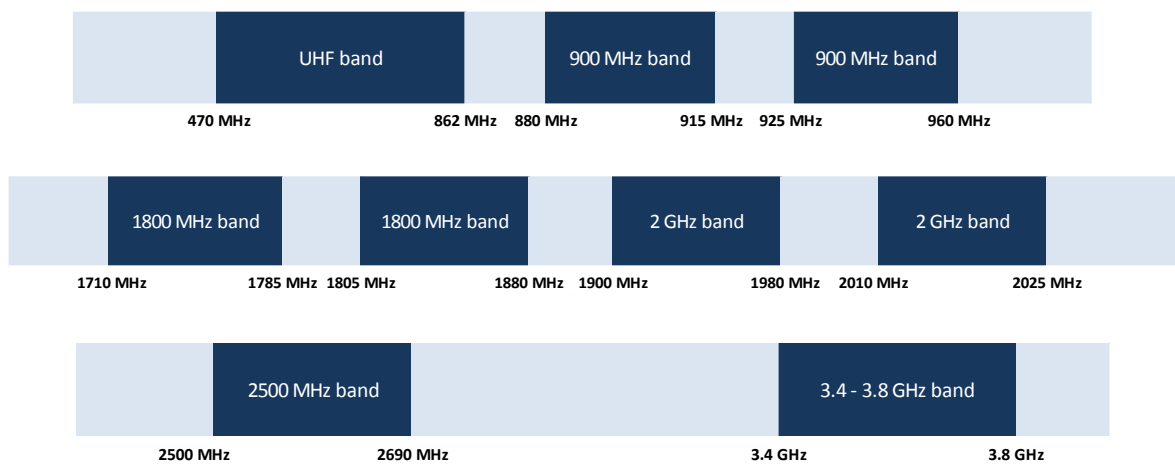 UHF band 900 MHz band 900 MHz band
470 MHz 862 MHz 880 MHz 915 MHz 925 MHz 960 MHz
1800 MHz band 1800 MHz band 2 GHz band 2 GHz band
1710 MHz 1785 MHz 1805 MHz 1880 MHz 1900 MHz 1980 MHz 2010 MHz 2025 MHz
2500 MHz band 3.4 - 3.8 GHz band
2500 MHz 2690 MHz 3.4 GHz 3.8 GHz